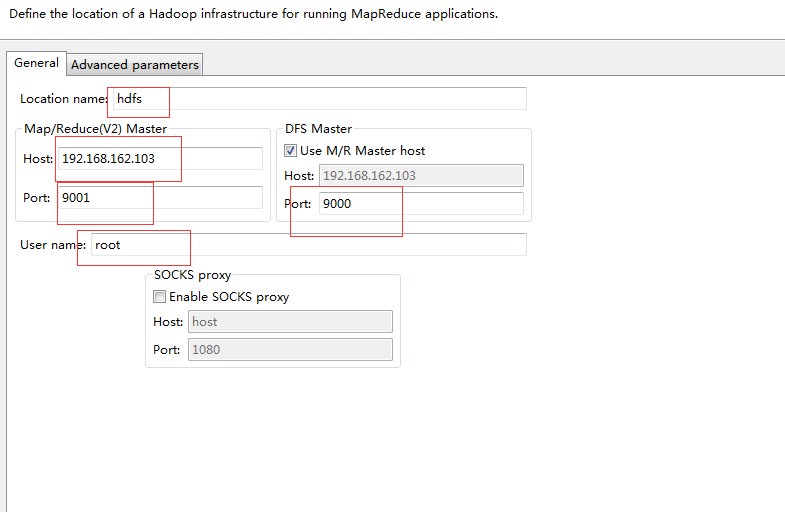 Define the location of a Hadoop infrastructure for running MapReduce applications.
General Advanced parameters
Location name: hdfs
Map/Reduce(V2) Master
Host: 192.168.162.103
Port: 9001
DFS Master
Use M/R Master host
Host: 192.168.162.103
Port: 9000
User name: root
SOCKS proxy
Enable SOCKS proxy
Host: host
Port: 1080